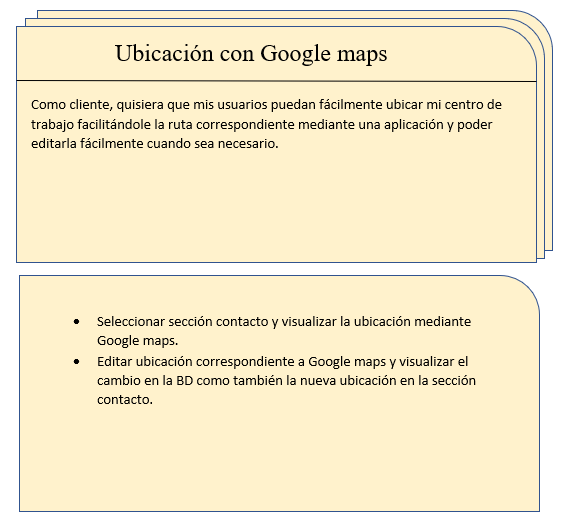 Ubicación con Google maps
Como cliente, quisiera que mis usuarios puedan fácilmente ubicar mi centro de
trabajo facilitándole la ruta correspondiente mediante una aplicación y poder
editarla fácilmente cuando sea necesario.
• Seleccionar sección contacto y visualizar la ubicación mediante
Google maps.
• Editar ubicación correspondiente a Google maps y visualizar el
cambio en la BD como también la nueva ubicación en la sección
contacto.